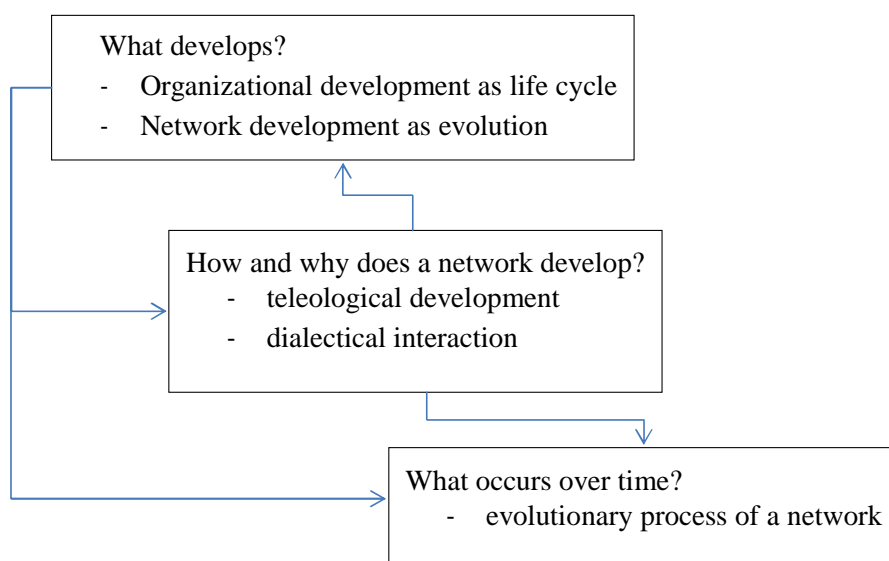 What develops?
- Organizational development as life cycle
- Network development as evolution
How and why does a network develop?
- teleological development
- dialectical interaction
What occurs over time?
- evolutionary process of a network